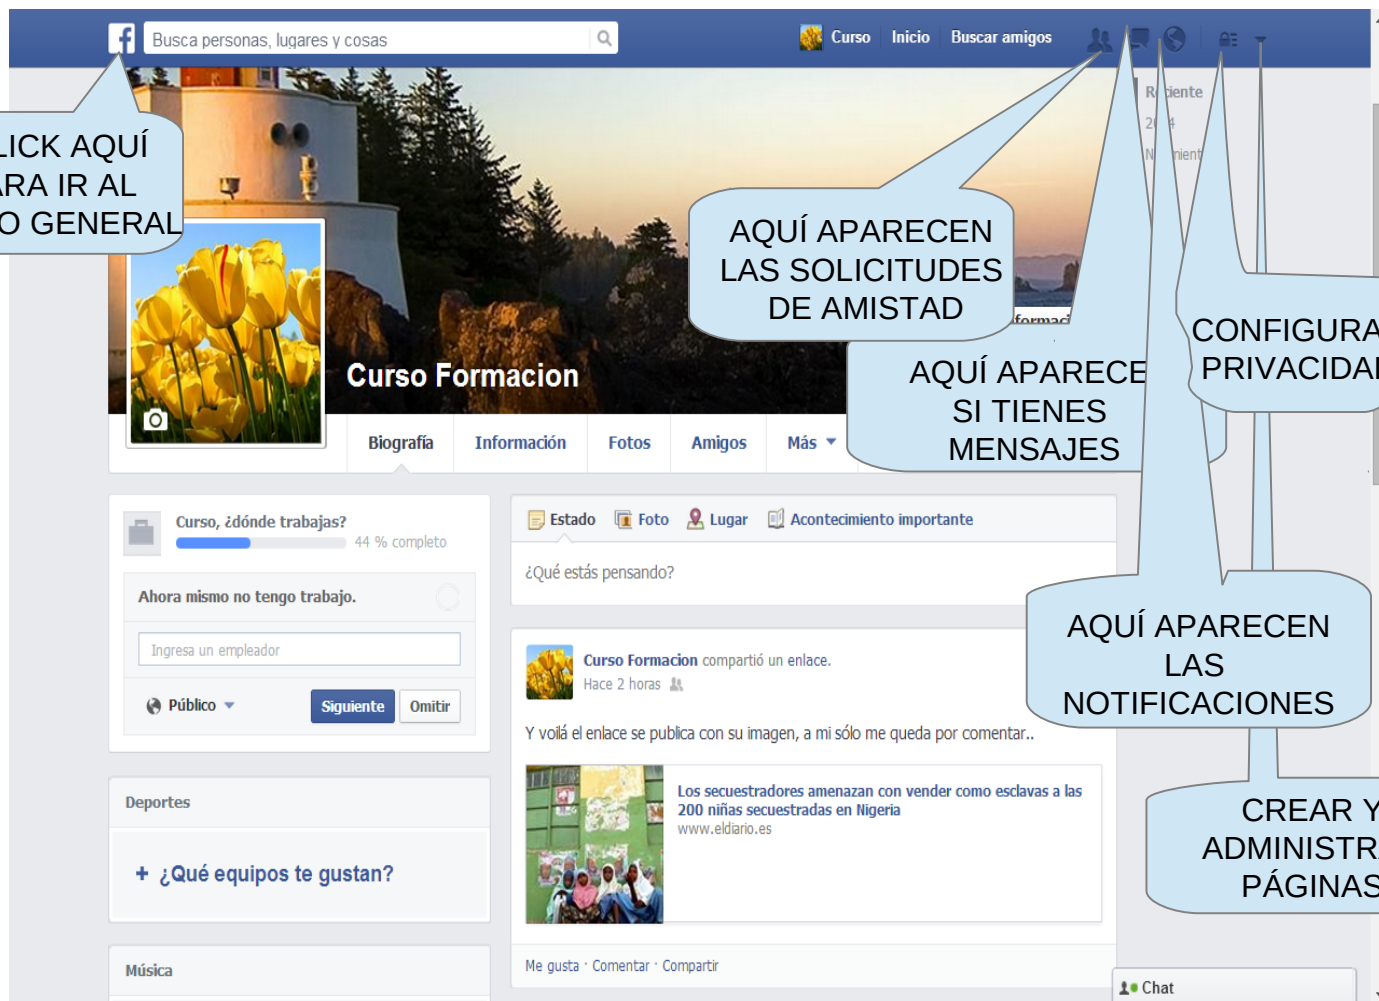 Busca personas, lugares y cosas
Curso
Inicio
Buscar amigos
Reciente
LICK AQUÍ
ARA IR AL
O GENERAL
AQUÍ APARECEN
LAS SOLICITUDES
DE AMISTAD
CONFIGURA
PRIVACIDA
AQUÍ APARECE
SI TIENES
MENSAJES
Curso Formacion
Biografía
Información
Fotos
Amigos
Más
Curso, ¿dónde trabajas?
44 % completo
Ahora mismo no tengo trabajo.
Ingresa un empleador
Público
Siguiente
Omitir
Deportes
+ ¿Qué equipos te gustan?
Música
Estado
Foto
Lugar
Acontecimiento importante
¿Qué estás pensando?
Curso Formacion compartió un enlace.
Hace 2 horas
Y voilá el enlace se publica con su imagen, a mi sólo me queda por comentar..
Los secuestradores amenazan con vender como esclavas a las
200 niñas secuestradas en Nigeria
www.eldiario.es
Me gusta · Comentar · Compartir
AQUÍ APARECEN
LAS
NOTIFICACIONES
CREAR Y
ADMINISTRA
PÁGINAS
Chat